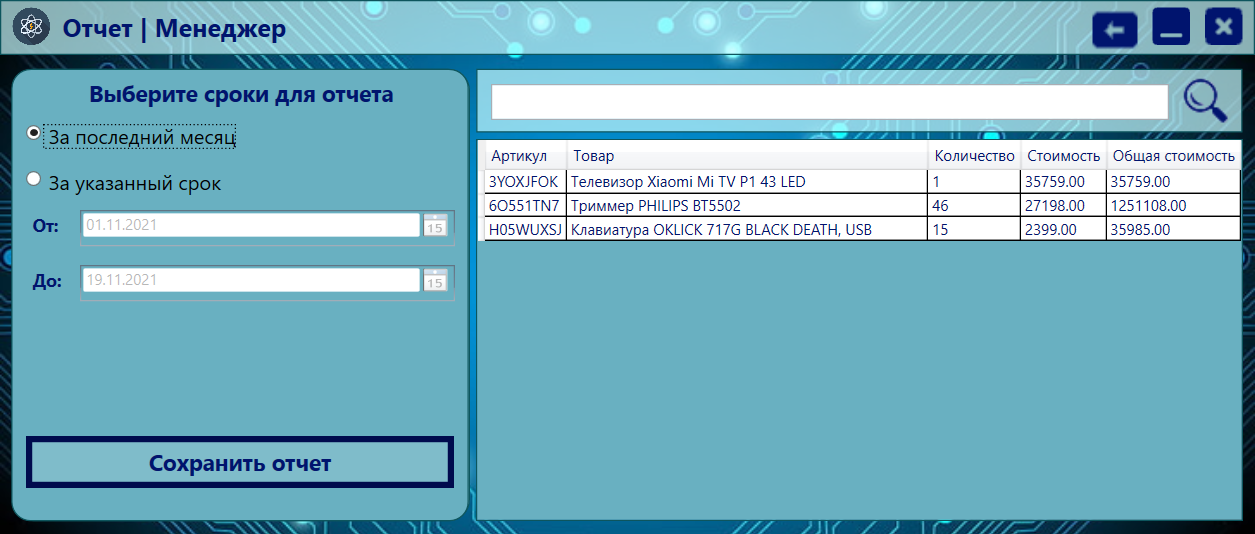 Отчет | Менеджер
Выберите сроки для отчета
За последний месяц
За указанный срок
От: 01.11.2021 15
До: 19.11.2021 15
Сохранить отчет
Артикул Товар Количество Стоимость Общая стоимость
3YOXJFOK Телевизор Xiaomi Mi TV P1 43 LED 1 35759.00 35759.00
6O551TN7 Триммер PHILIPS BT5502 46 27198.00 1251108.00
H05WUXSJ Клавиатура OKLICK 717G BLACK DEATH, USB 15 2399.00 35985.00